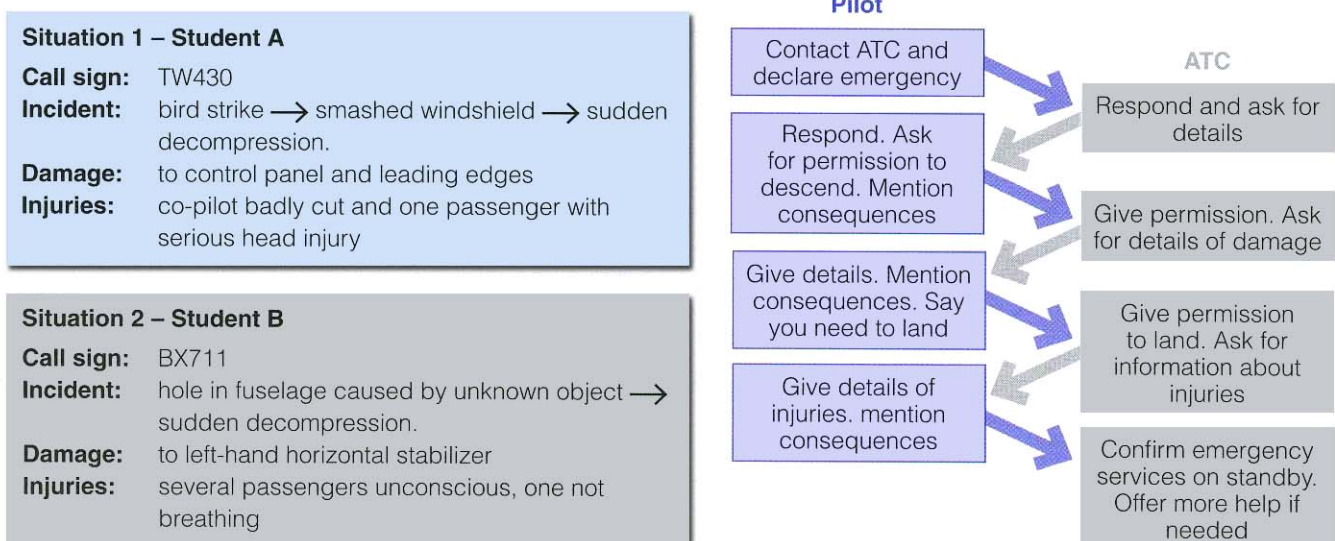 Situation 1 – Student A
Call sign: TW430
Incident: bird strike → smashed windshield → sudden
decompression.
Damage: to control panel and leading edges
Injuries: co-pilot badly cut and one passenger with
serious head injury
Situation 2 – Student B
Call sign: BX711
Incident: hole in fuselage caused by unknown object →
sudden decompression.
Damage: to left-hand horizontal stabilizer
Injuries: several passengers unconscious, one not
breathing
Pilot
Contact ATC and
declare emergency
ATC
Respond and ask for
details
Respond. Ask
for permission to
descend. Mention
consequences
Give permission. Ask
for details of damage
Give details. Mention
consequences. Say
you need to land
Give permission
to land. Ask for
information about
injuries
Give details of
injuries. mention
consequences
Confirm emergency
services on standby.
Offer more help if
needed